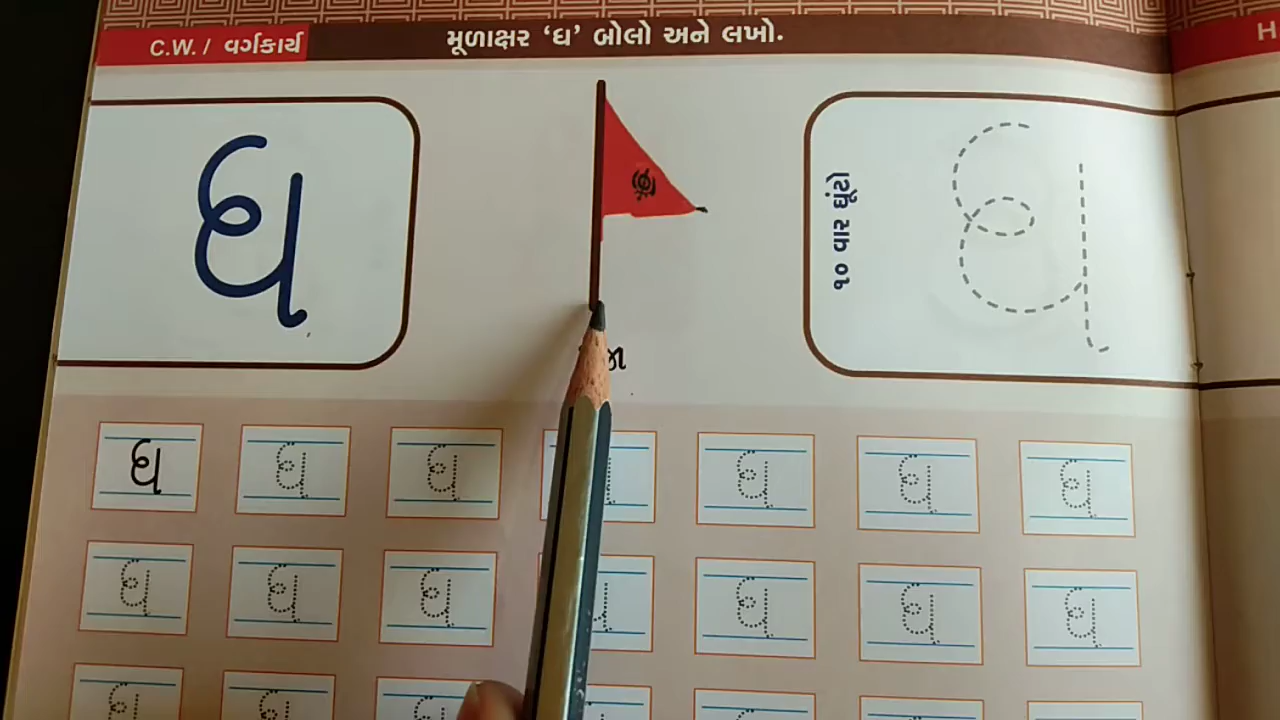 C.W. / વર્ગકાર્ય
મૂળાક્ષર ‘ધ’ બોલો અને લખો.
H
ધ
ૐ
૧૦ વાર ઘૂંટો
ધ
ધ ધ ધ ધ ધ ધ
ધ ધ ધ ધ ધ ધ